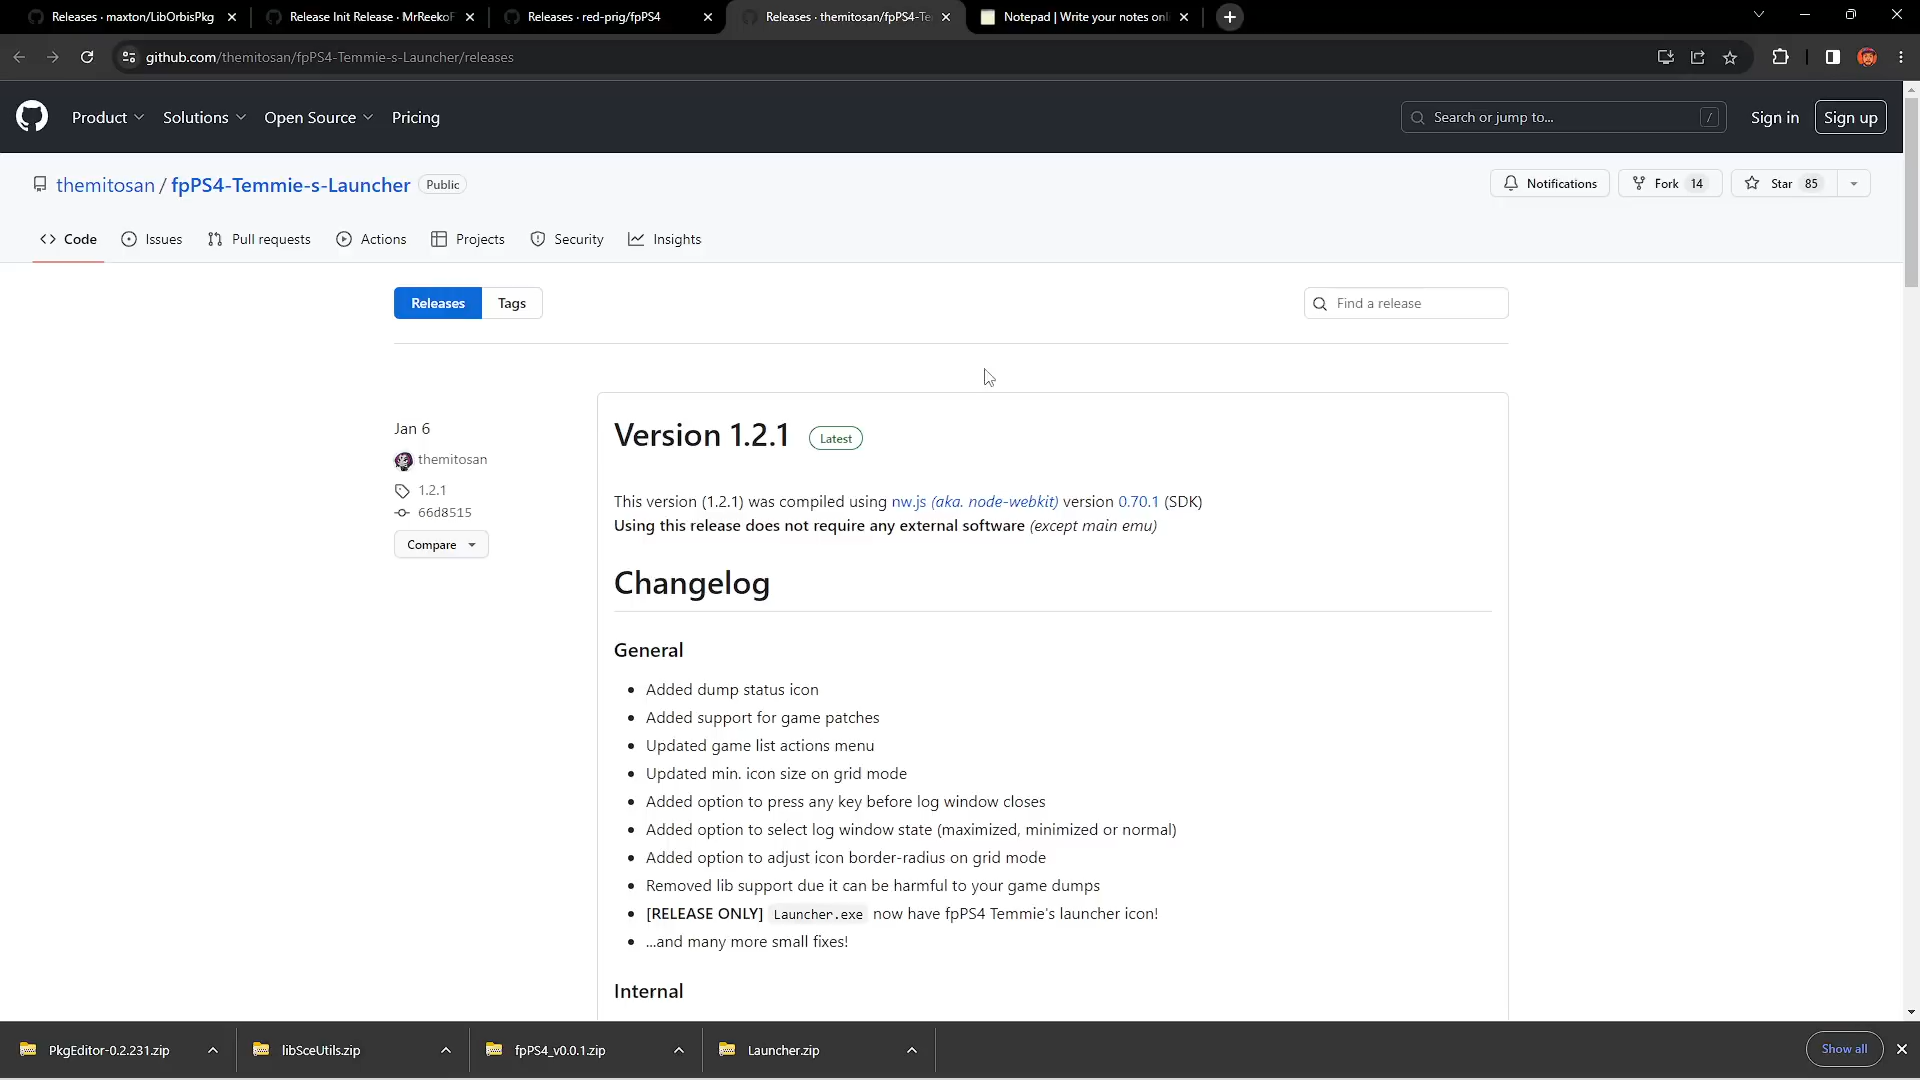 Releases · maxton/LibOrbisPkg
Release Init Release · MrReekoF
Releases · red-prig/fpPS4
Releases · themitosan/fpPS4-Te
Notepad | Write your notes onl
github.com/themitosan/fpPS4-Temmie-s-Launcher/releases
Product
Solutions
Open Source
Pricing
Search or jump to...
/
Sign in
Sign up
themitosan / fpPS4-Temmie-s-Launcher
Public
Notifications
Fork 14
Star 85
Code
Issues
Pull requests
Actions
Projects
Security
Insights
Releases
Tags
Find a release
Jan 6
themitosan
1.2.1
66d8515
Compare
Version 1.2.1
Latest
This version (1.2.1) was compiled using nw.js (aka. node-webkit) version 0.70.1 (SDK)
Using this release does not require any external software (except main emu)
Changelog
General
• Added dump status icon
• Added support for game patches
• Updated game list actions menu
• Updated min. icon size on grid mode
• Added option to press any key before log window closes
• Added option to select log window state (maximized, minimized or normal)
• Added option to adjust icon border-radius on grid mode
• Removed lib support due it can be harmful to your game dumps
• [RELEASE ONLY] Launcher.exe now have fpPS4 Temmie's launcher icon!
• ...and many more small fixes!
Internal
PkgEditor-0.2.231.zip
libSceUtils.zip
fpPS4_v0.0.1.zip
Launcher.zip
Show all